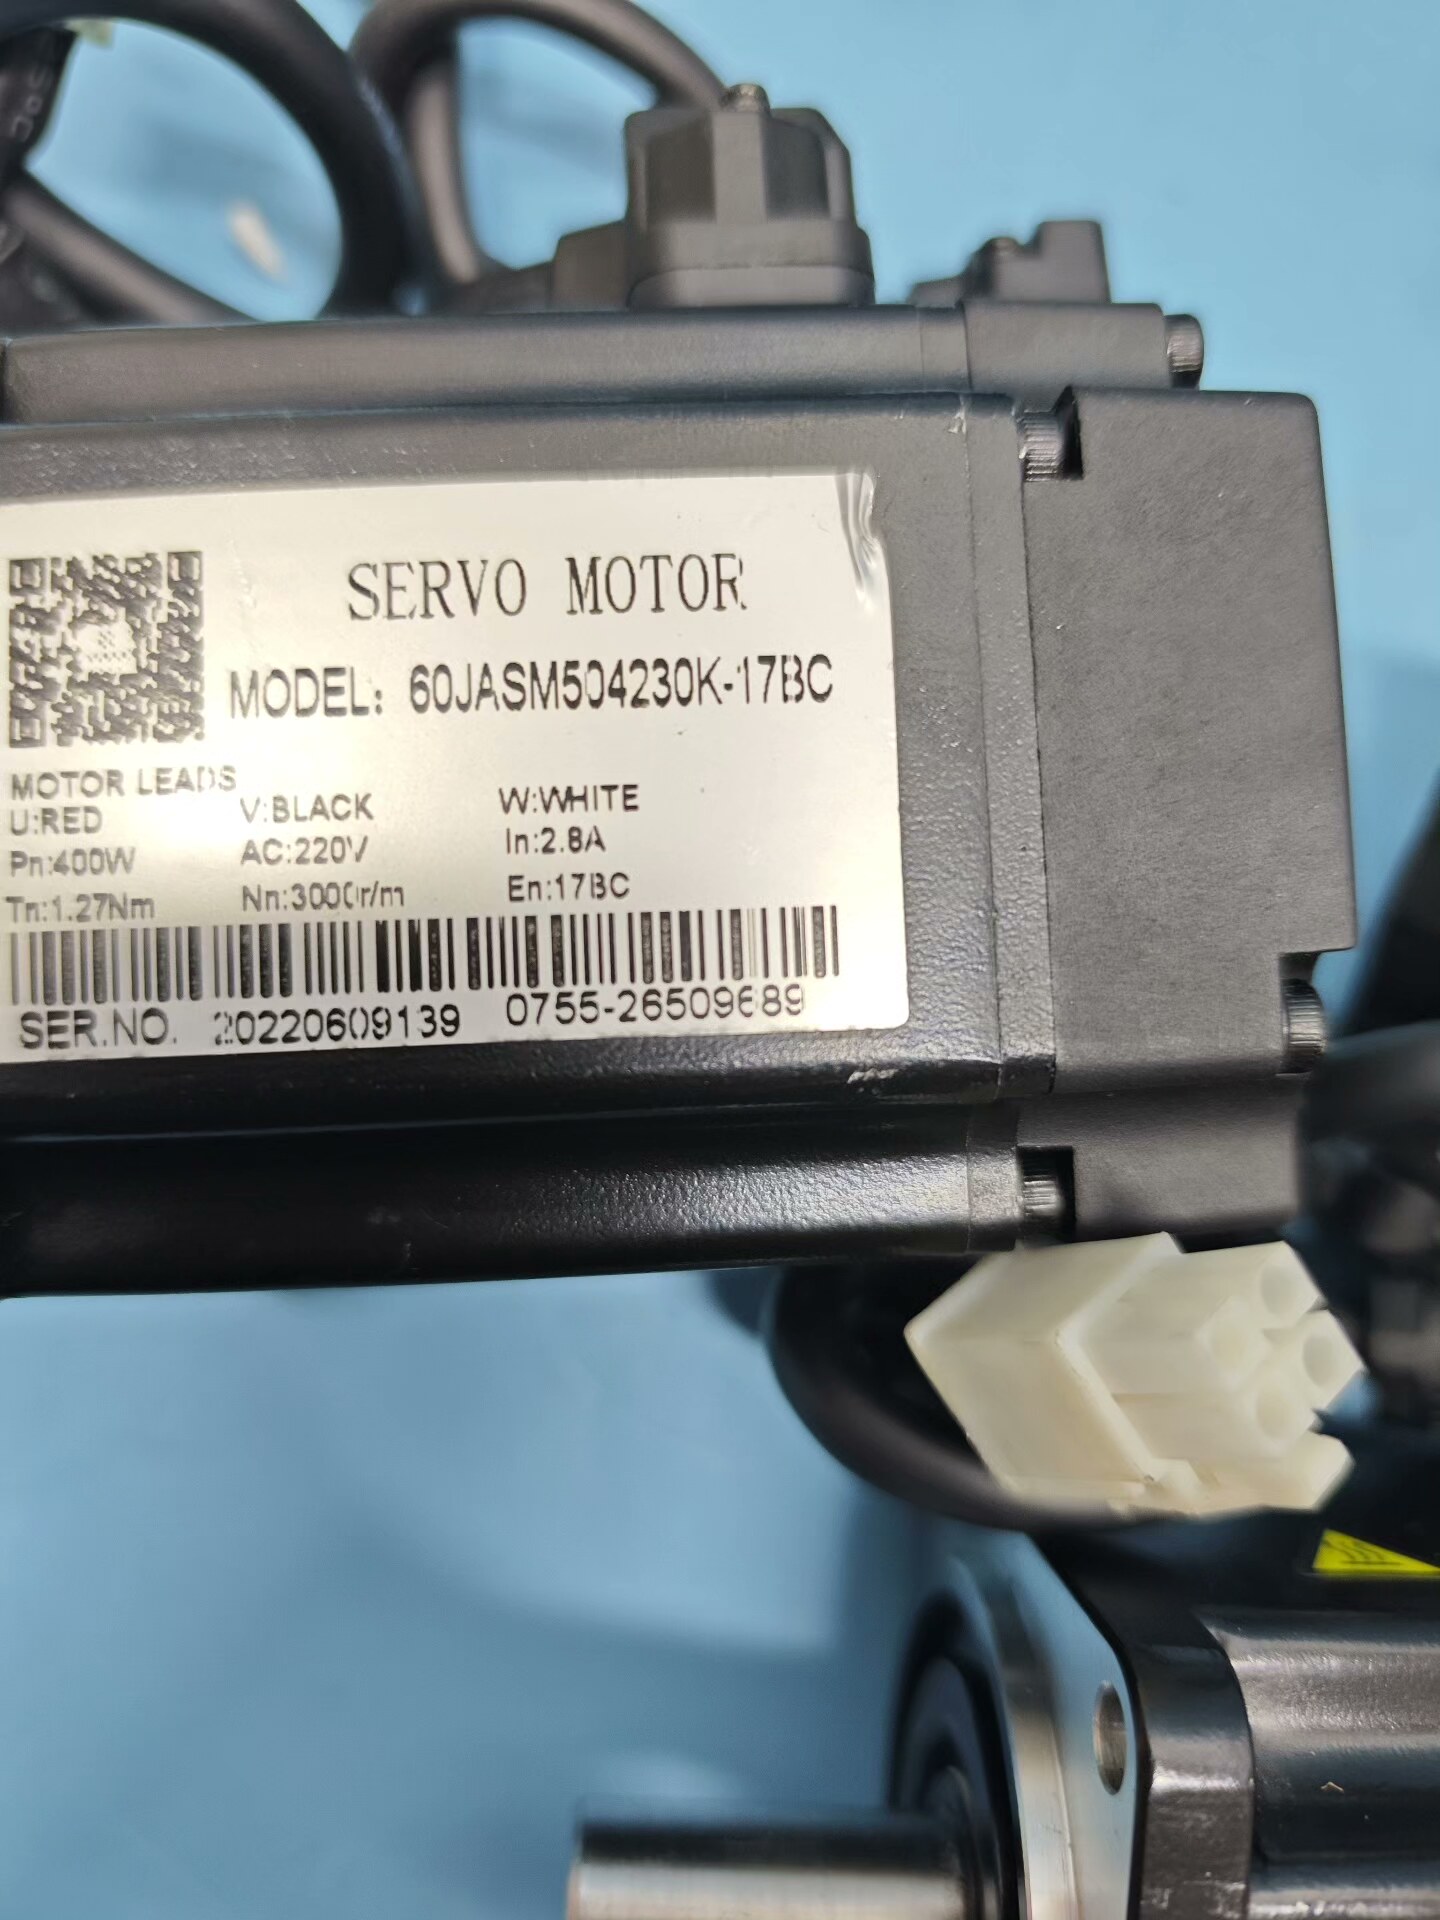 SERVO MOTOR
MODEL: 60JASM504230K-17BC
MOTOR LEADS
U:RED V:BLACK W:WHITE
Pn:400W AC:220V In:2.8A
Tn:1.27Nm Nn:3000r/m En:17BC
SER.NO. 20220609139 0755-26509689